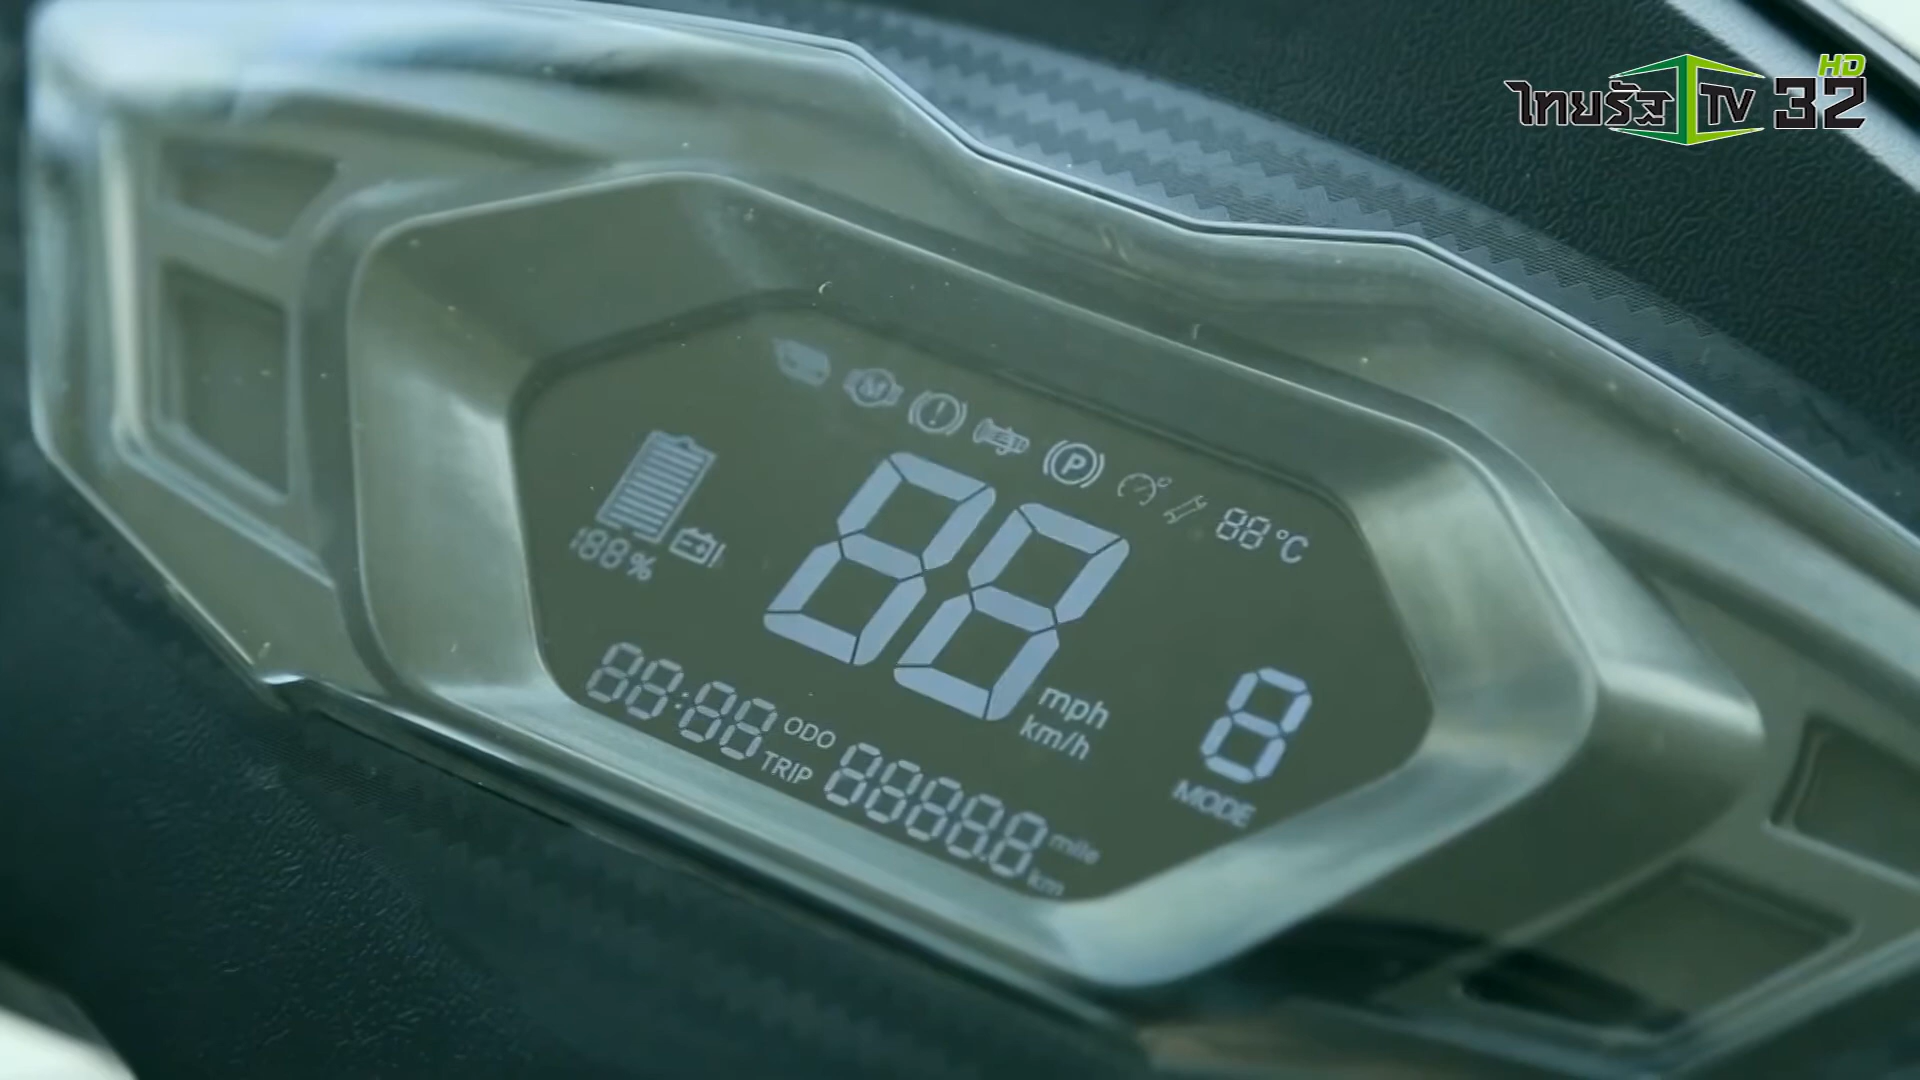 ไทยรัฐ TV 32 HD
M ! P
88 °C
188%
88
mph
km/h
8
MODE
88:88 ODO
TRIP 8888.8 mile
km